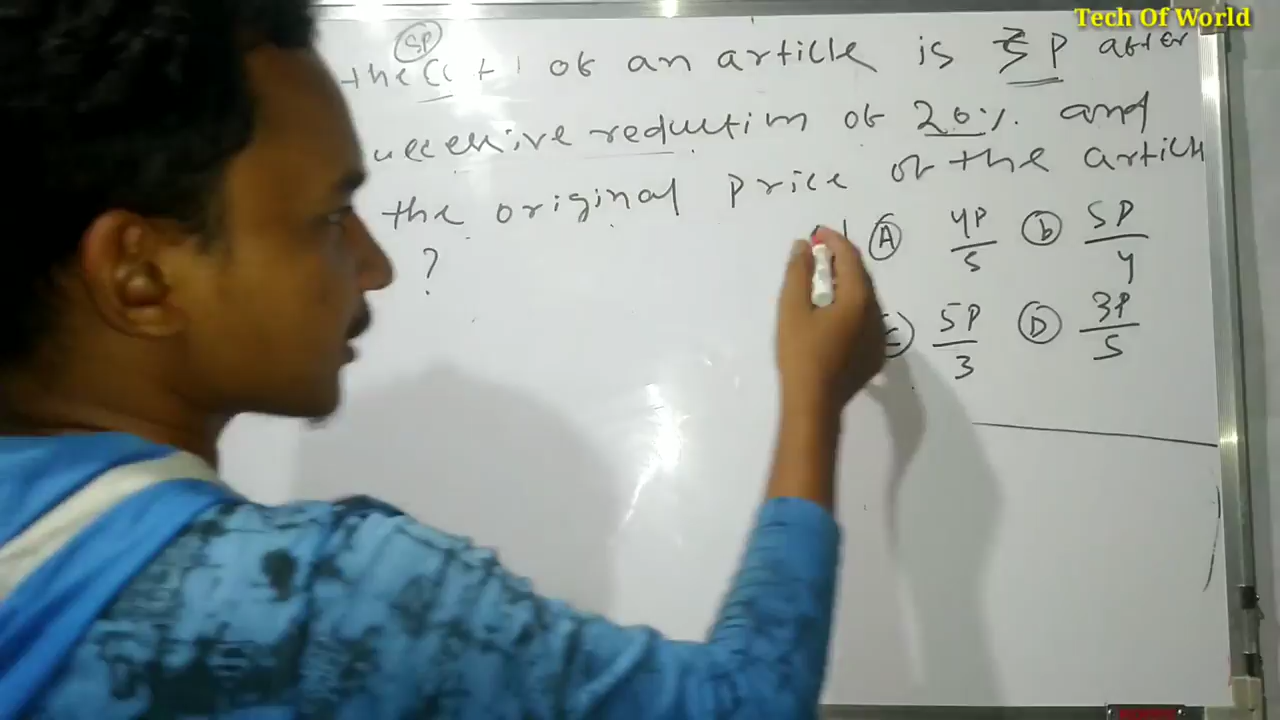 Tech Of World
SP
the Cost of an article is ₹ P after
uccessive reduction of 20% and
the original price of the article
?
A 4P/5 b 5P/4
5P/3 D 3P/5